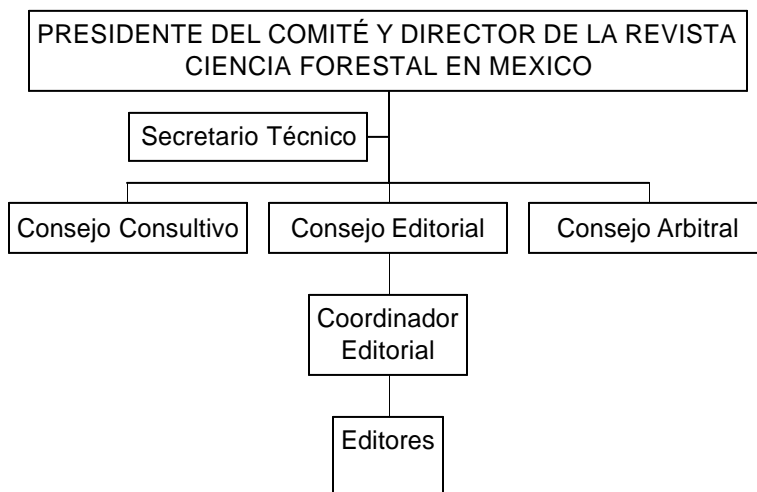 PRESIDENTE DEL COMITÉ Y DIRECTOR DE LA REVISTA
CIENCIA FORESTAL EN MEXICO
Secretario Técnico
Consejo Consultivo
Consejo Editorial
Consejo Arbitral
Coordinador
Editorial
Editores